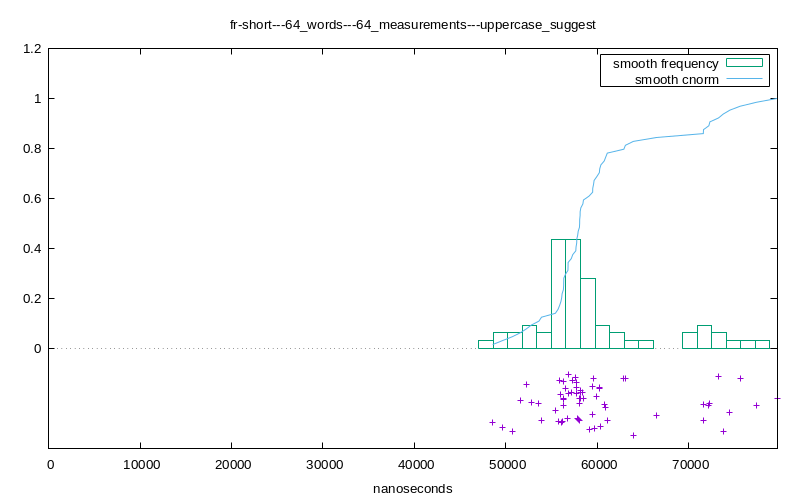 fr-short---64_words---64_measurements---uppercase_suggest
1.2
1
0.8
0.6
0.4
0.2
0
smooth frequency
smooth cnorm
0 10000 20000 30000 40000 50000 60000 70000
nanoseconds